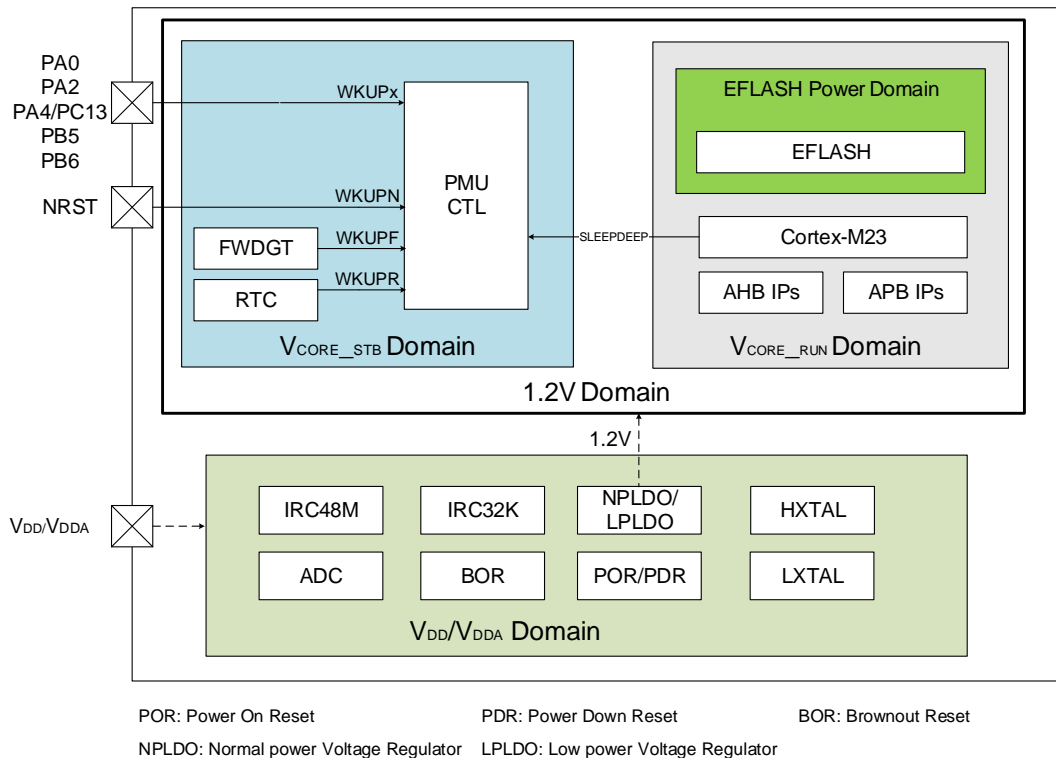 PA0
PA2
PA4/PC13
PB5
PB6
NRST
WKUPx
WKUPN
WKUPF
WKUPR
FWDGT
RTC
PMU
CTL
VCORE_STB Domain
SLEEPDEEP
EFLASH Power Domain
EFLASH
Cortex-M23
AHB IPs
APB IPs
VCORE_RUN Domain
1.2V Domain
1.2V
VDD/VDDA
IRC48M
IRC32K
NPLDO/
LPLDO
HXTAL
ADC
BOR
POR/PDR
LXTAL
VDD/VDDA Domain
POR: Power On Reset
PDR: Power Down Reset
BOR: Brownout Reset
NPLDO: Normal power Voltage Regulator
LPLDO: Low power Voltage Regulator